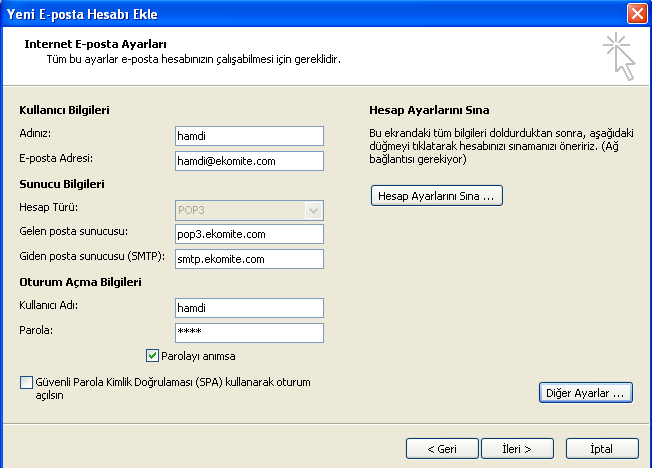 Yeni E-posta Hesabı Ekle
Internet E-posta Ayarları
Tüm bu ayarlar e-posta hesabınızın çalışabilmesi için gereklidir.
Kullanıcı Bilgileri
Adınız:
hamdi
E-posta Adresi:
hamdi@ekomite.com
Sunucu Bilgileri
Hesap Türü:
POP3
Gelen posta sunucusu:
pop3.ekomite.com
Giden posta sunucusu (SMTP):
smtp.ekomite.com
Oturum Açma Bilgileri
Kullanıcı Adı:
hamdi
Parola:
****
Parolayı anımsa
Güvenli Parola Kimlik Doğrulaması (SPA) kullanarak oturum
açılsın
Hesap Ayarlarını Sına
Bu ekrandaki tüm bilgileri doldurduktan sonra, aşağıdaki
düğmeyi tıklatarak hesabınızı sınamanızı öneririz. (Ağ
bağlantısı gerekiyor)
Hesap Ayarlarını Sına ...
Diğer Ayarlar ...
< Geri
İleri >
İptal